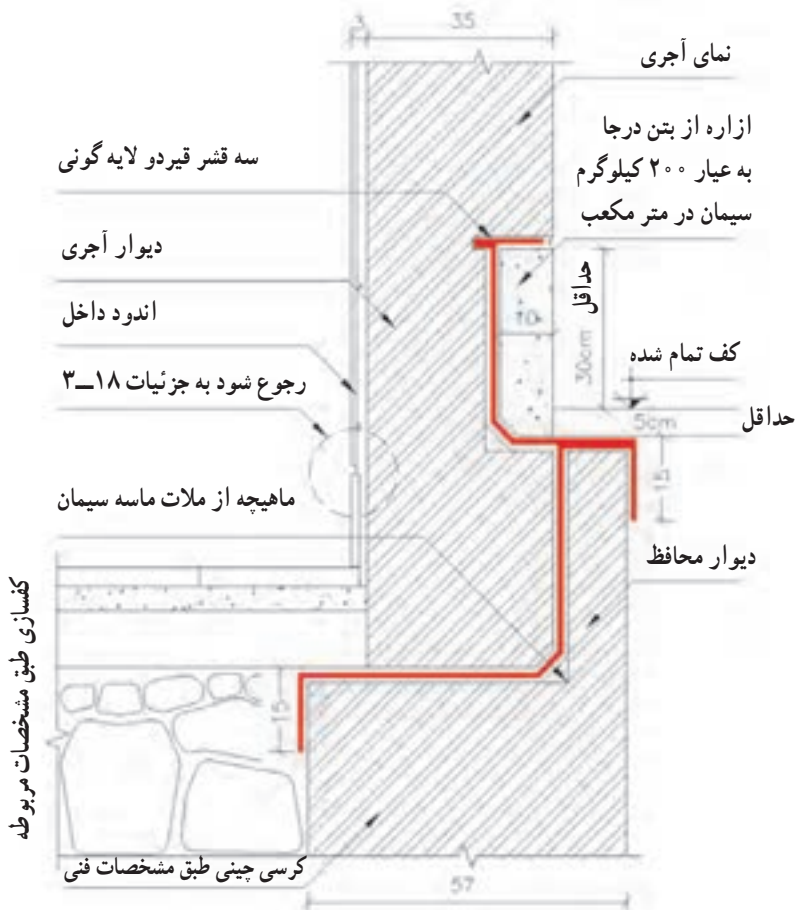 3
35
نمای آجری
ازاره از بتن درجا
به عیار ۲۰۰ کیلوگرم
سیمان در متر مکعب
سه قشر قیردو لایه گونی
دیوار آجری
اندود داخل
رجوع شود به جزئیات ۱۸ــ۳
ماهیچه از ملات ماسه سیمان
10
حداقل
30cm
کف تمام شده
حداقل
5cm
15
دیوار محافظ
کفسازی طبق مشخصات مربوطه
15
کرسی چینی طبق مشخصات فنی
57